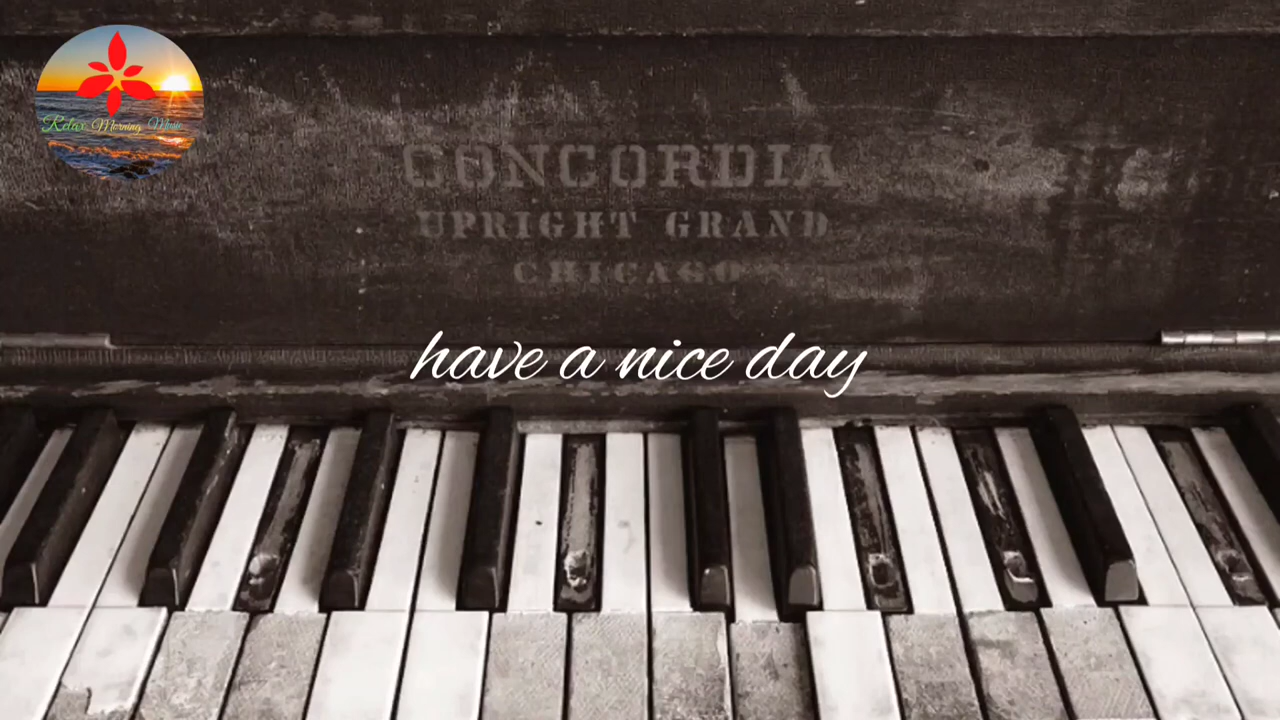 Relax Morning Music
CONCORDIA
UPRIGHT GRAND
CHICAGO
have a nice day